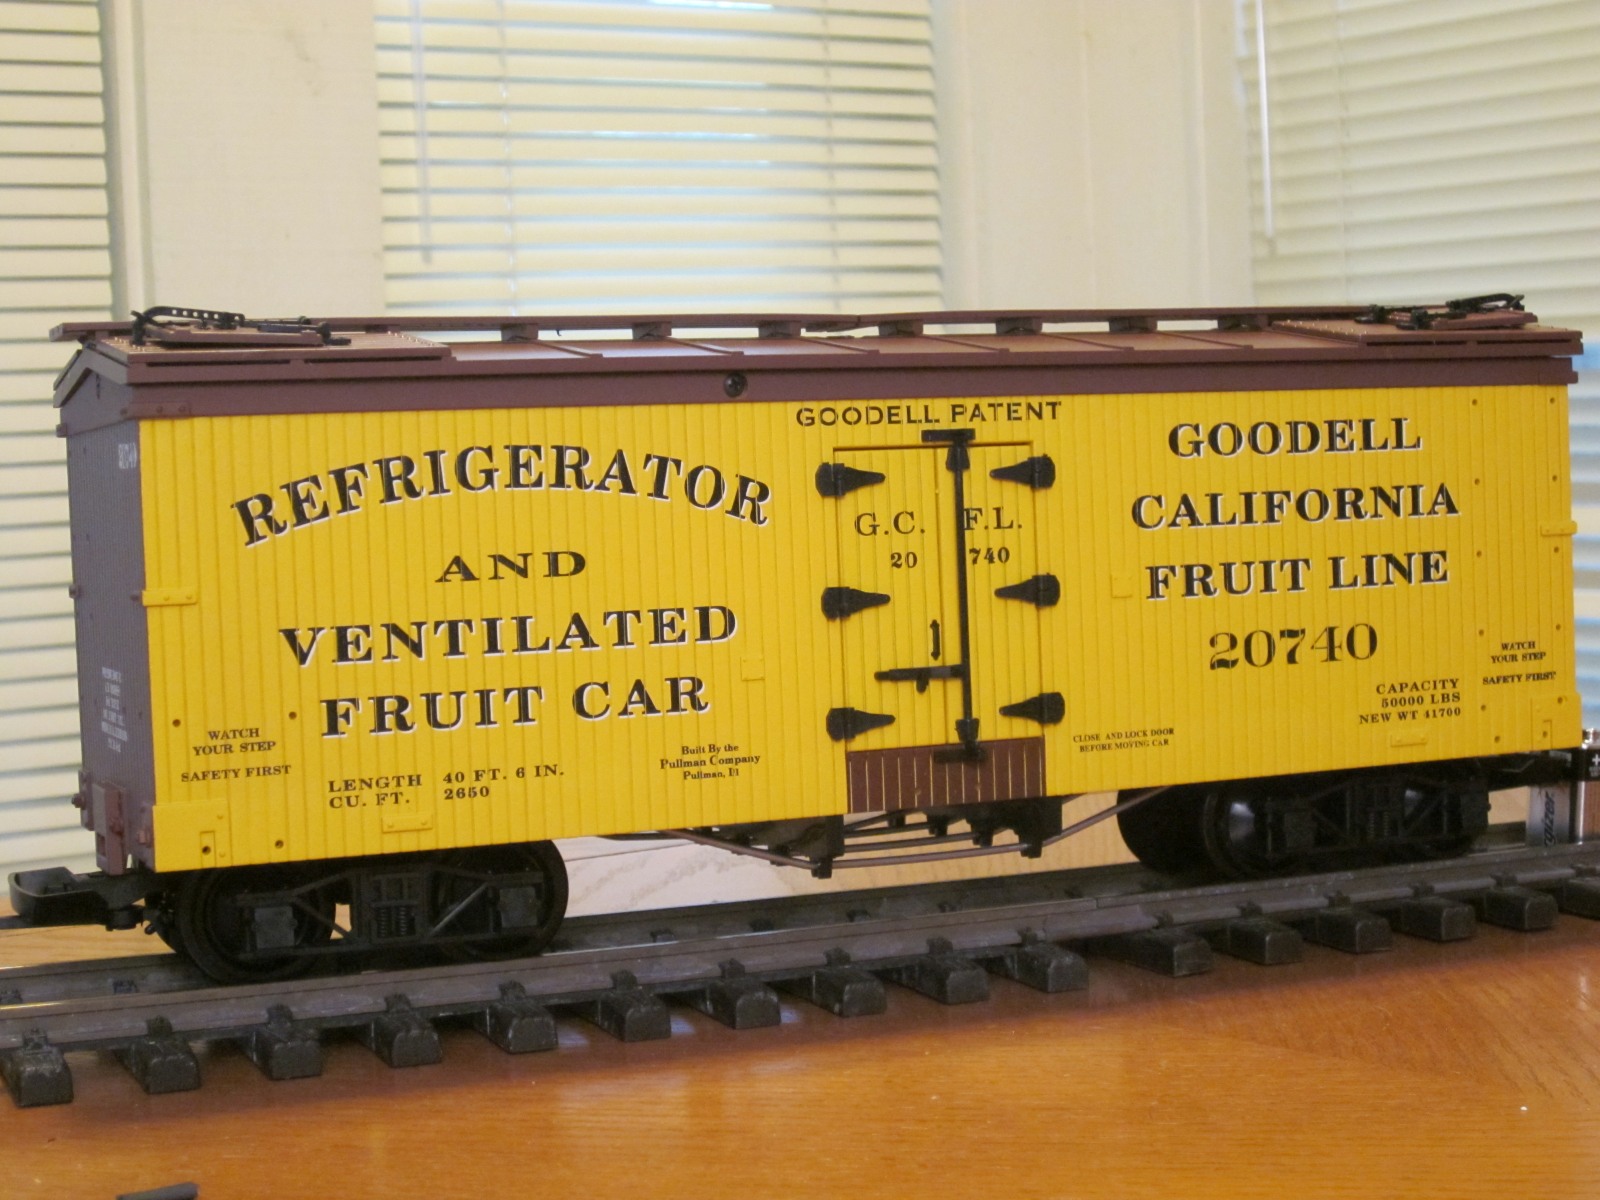 REFRIGERATOR
AND
VENTILATED
FRUIT CAR
WATCH
YOUR STEP
SAFETY FIRST
LENGTH 40 FT. 6 IN.
CU. FT. 2650
Built By the
Pullman Company
Pullman, Ill
GOODELL PATENT
G.C. F.L.
20 740
CLOSE AND LOCK DOOR
BEFORE MOVING CAR
GOODELL
CALIFORNIA
FRUIT LINE
20740
CAPACITY
50000 LBS
NEW WT 41700
WATCH
YOUR STEP
SAFETY FIRST